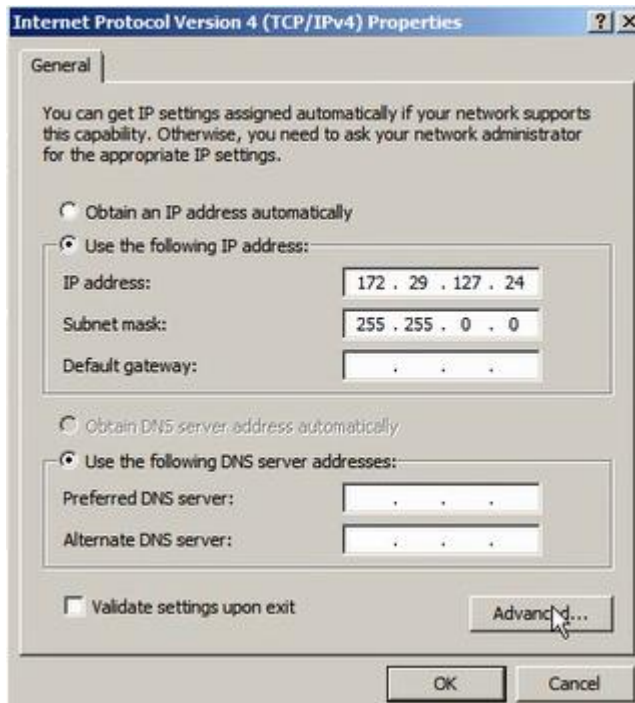 Internet Protocol Version 4 (TCP/IPv4) Properties
General
You can get IP settings assigned automatically if your network supports
this capability. Otherwise, you need to ask your network administrator
for the appropriate IP settings.
Obtain an IP address automatically
Use the following IP address:
IP address: 172 . 29 . 127 . 24
Subnet mask: 255 . 255 . 0 . 0
Default gateway: . . .
Obtain DNS server address automatically
Use the following DNS server addresses:
Preferred DNS server: . . .
Alternate DNS server: . . .
Validate settings upon exit
Advanced...
OK Cancel